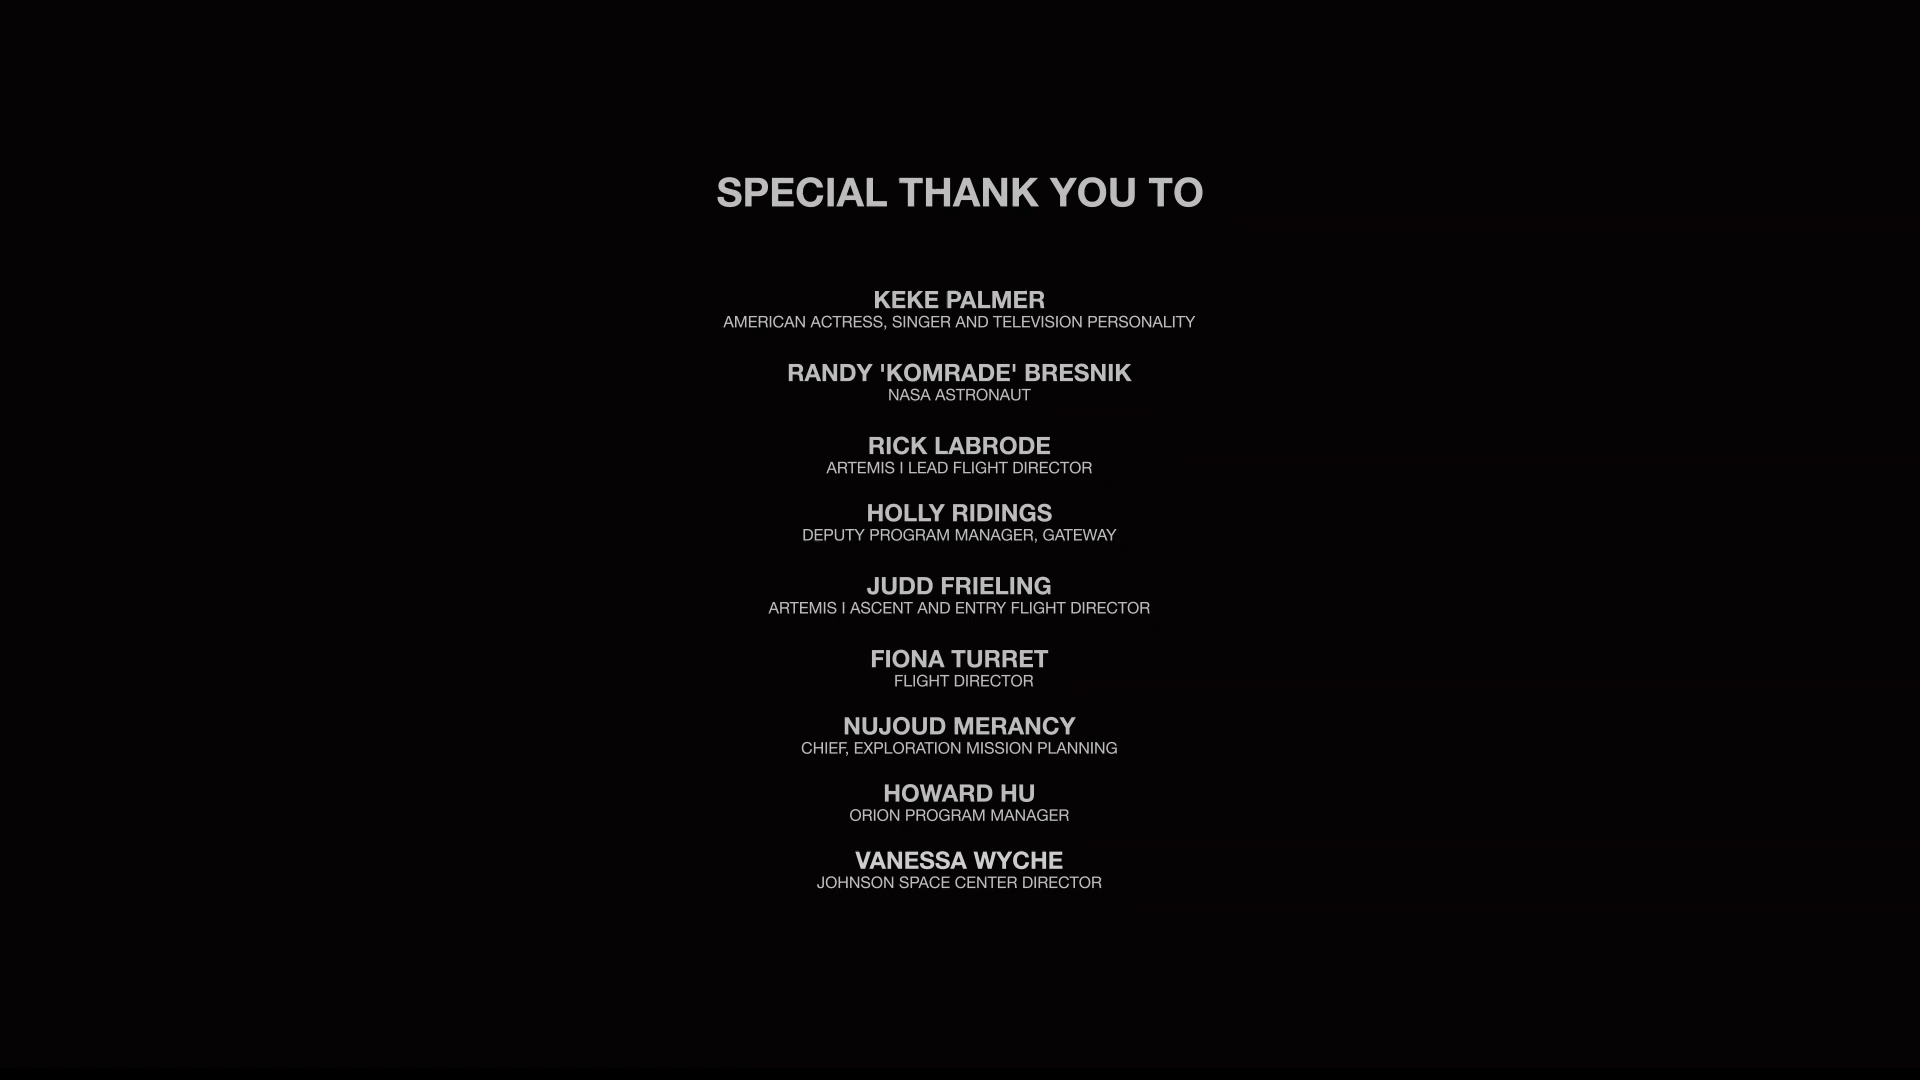 SPECIAL THANK YOU TO
KEKE PALMER
AMERICAN ACTRESS, SINGER AND TELEVISION PERSONALITY
RANDY 'KOMRADE' BRESNIK
NASA ASTRONAUT
RICK LABRODE
ARTEMIS I LEAD FLIGHT DIRECTOR
HOLLY RIDINGS
DEPUTY PROGRAM MANAGER, GATEWAY
JUDD FRIELING
ARTEMIS I ASCENT AND ENTRY FLIGHT DIRECTOR
FIONA TURRET
FLIGHT DIRECTOR
NUJOUD MERANCY
CHIEF, EXPLORATION MISSION PLANNING
HOWARD HU
ORION PROGRAM MANAGER
VANESSA WYCHE
JOHNSON SPACE CENTER DIRECTOR